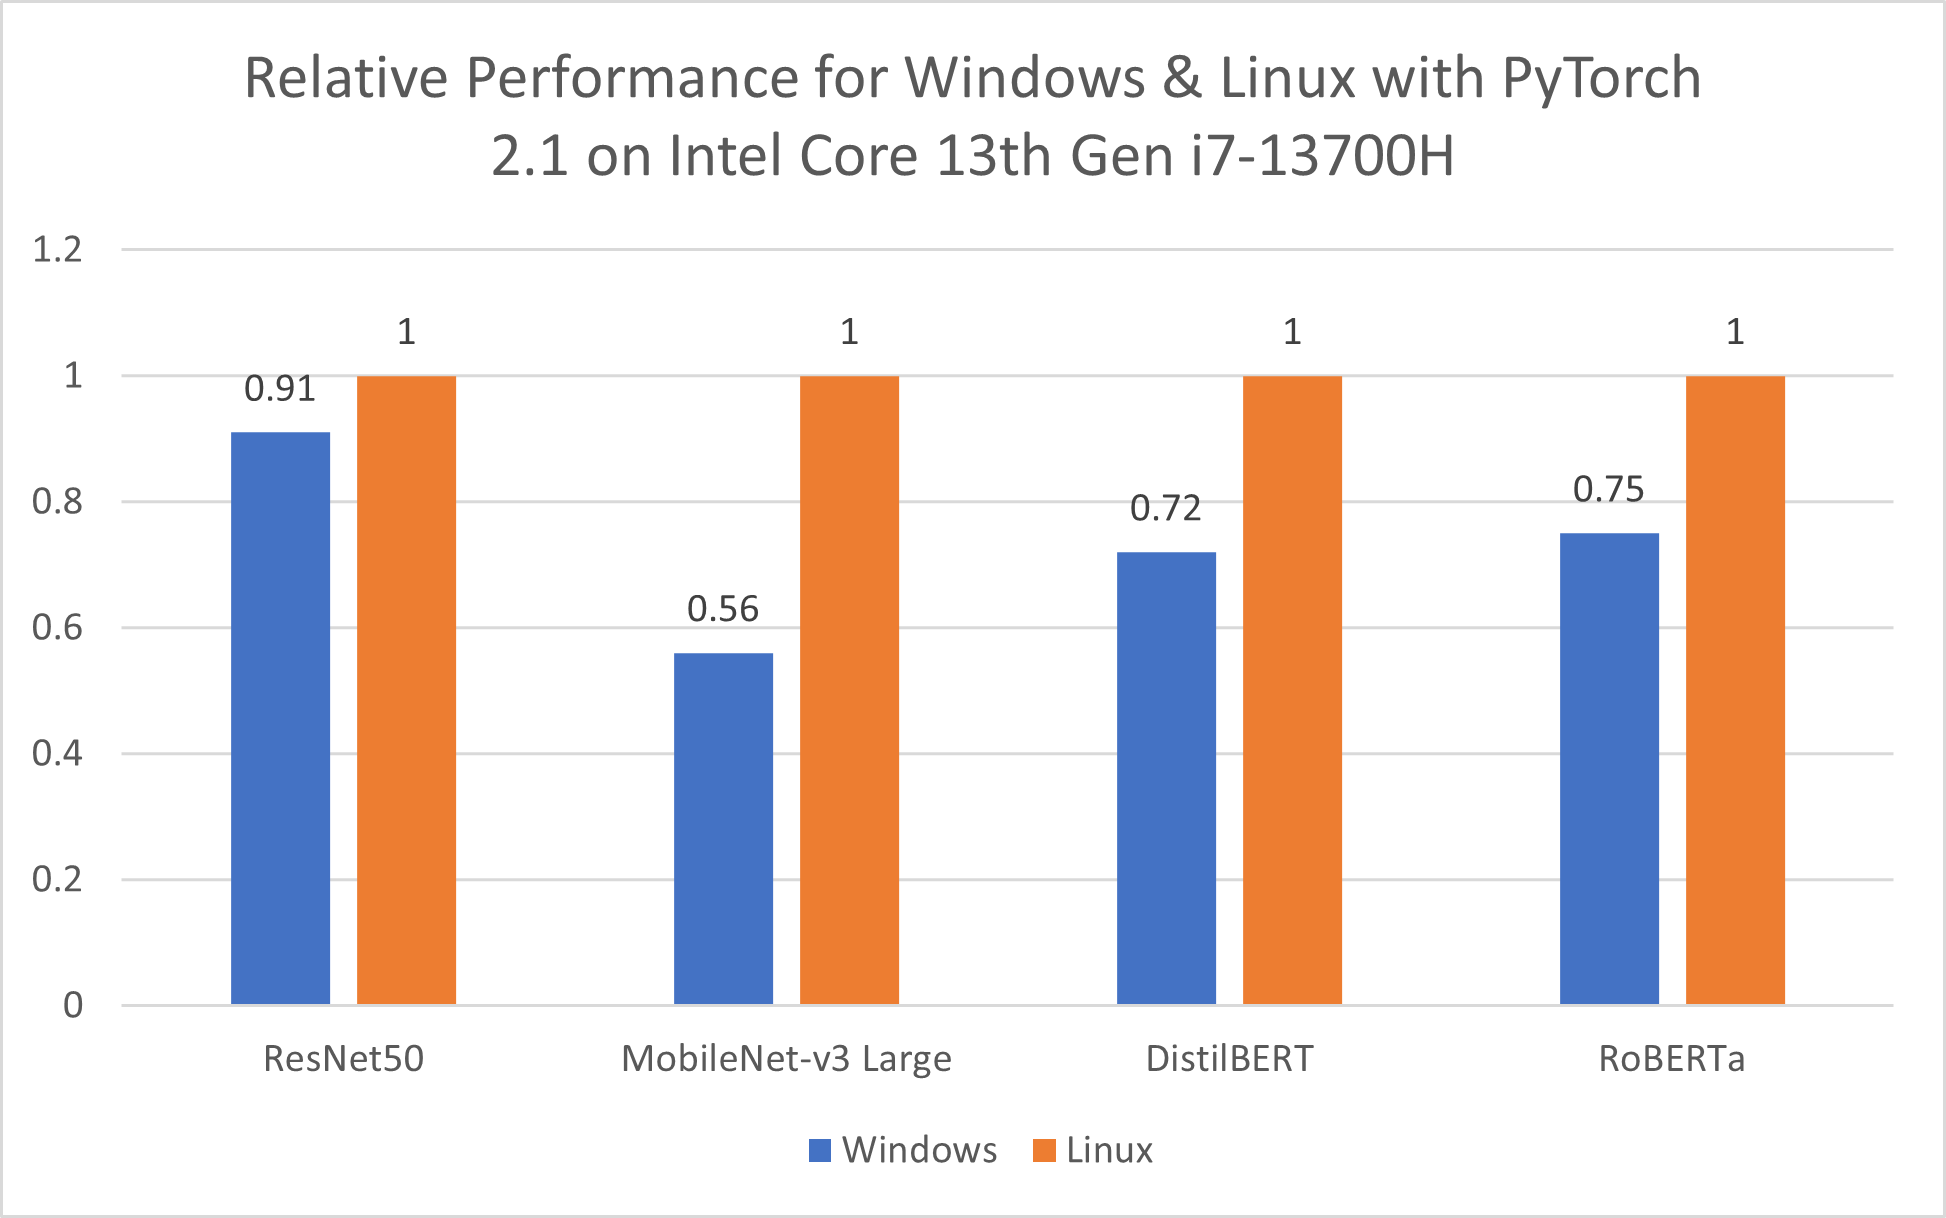 Relative Performance for Windows & Linux with PyTorch
2.1 on Intel Core 13th Gen i7-13700H
1.2
1
0.8
0.6
0.4
0.2
0
0.91
1
0.56
1
0.72
1
0.75
1
ResNet50
MobileNet-v3 Large
DistilBERT
RoBERTa
Windows
Linux